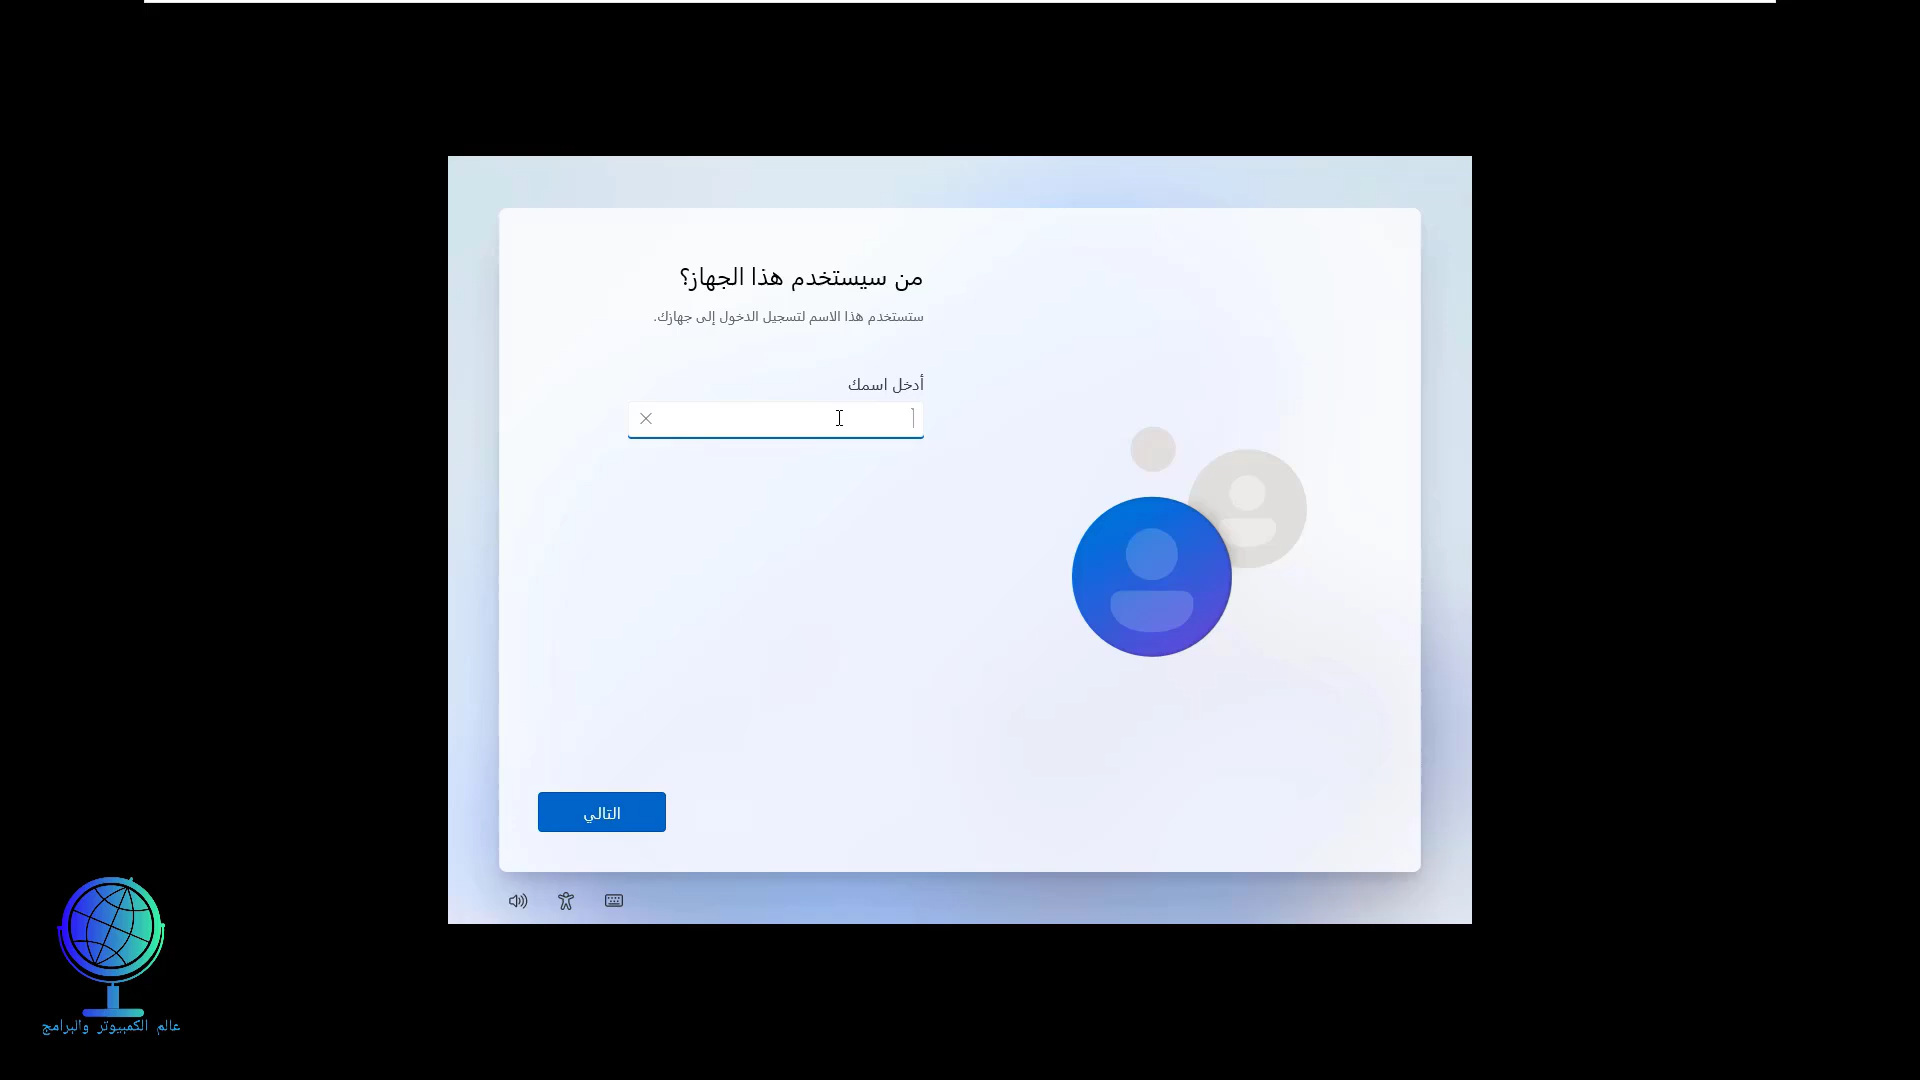 من سيستخدم هذا الجهاز؟
ستستخدم هذا الاسم لتسجيل الدخول إلى جهازك.
أدخل اسمك
التالي
عالم الكمبيوتر والبرامج